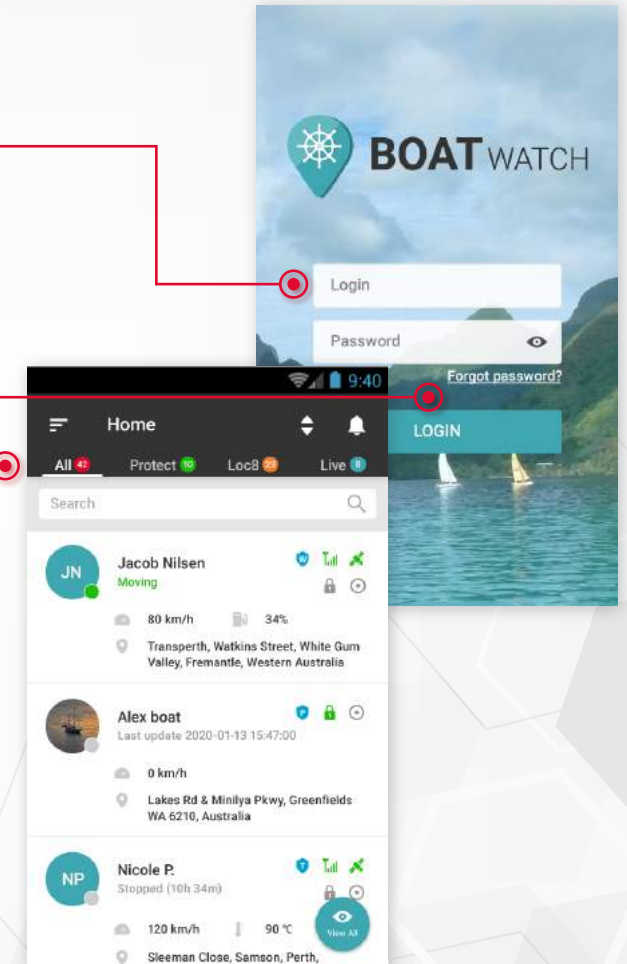 BOAT WATCH
Login
Password
Forgot password?
LOGIN
9:40
Home
All 42 Protect 10 Loc8 23 Live 8
Search
JN
Jacob Nilsen
Moving
80 km/h 34%
Transperth, Watkins Street, White Gum
Valley, Fremantle, Western Australia
Alex boat
Last update 2020-01-13 15:47:00
0 km/h
Lakes Rd & Minilya Pkwy, Greenfields
WA 6210, Australia
NP
Nicole P.
Stopped (10h 34m)
120 km/h 90 °C
View All
Sleeman Close, Samson, Perth,